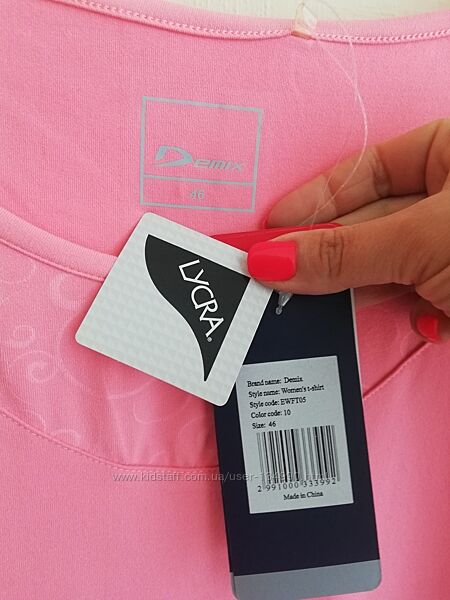 Demix
46
LYCRA®
Brand name: Demix
Style name: Women's t-shirt
Style code: EWFT05
Color code: 10
Size: 46
2 991000 333992
Made in China